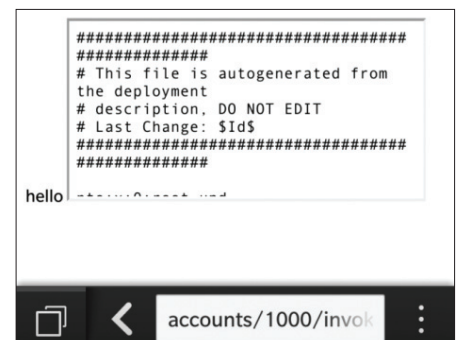 ###################################
##############
# This file is autogenerated from
the deployment
# description, DO NOT EDIT
# Last Change: $Id$
###################################
##############
hello
accounts/1000/invok